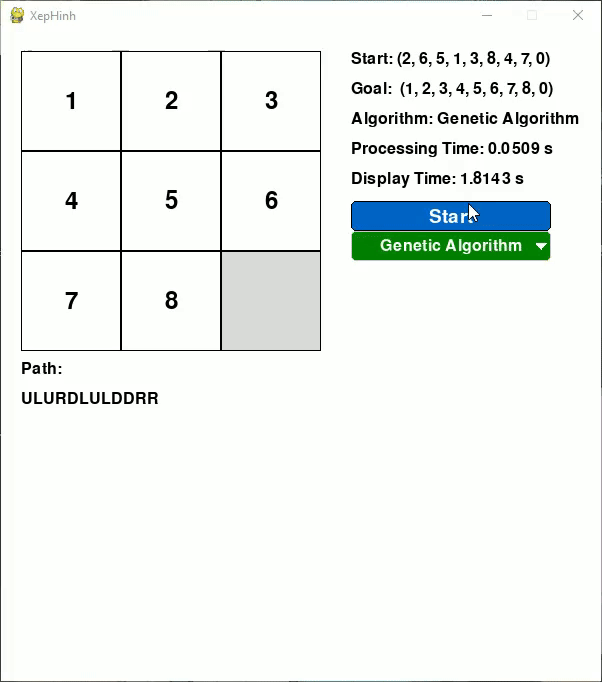 XepHinh
1 2 3
4 5 6
7 8
Path:
ULURDLULDDRR
Start: (2, 6, 5, 1, 3, 8, 4, 7, 0)
Goal: (1, 2, 3, 4, 5, 6, 7, 8, 0)
Algorithm: Genetic Algorithm
Processing Time: 0.0509 s
Display Time: 1.8143 s
Start
Genetic Algorithm